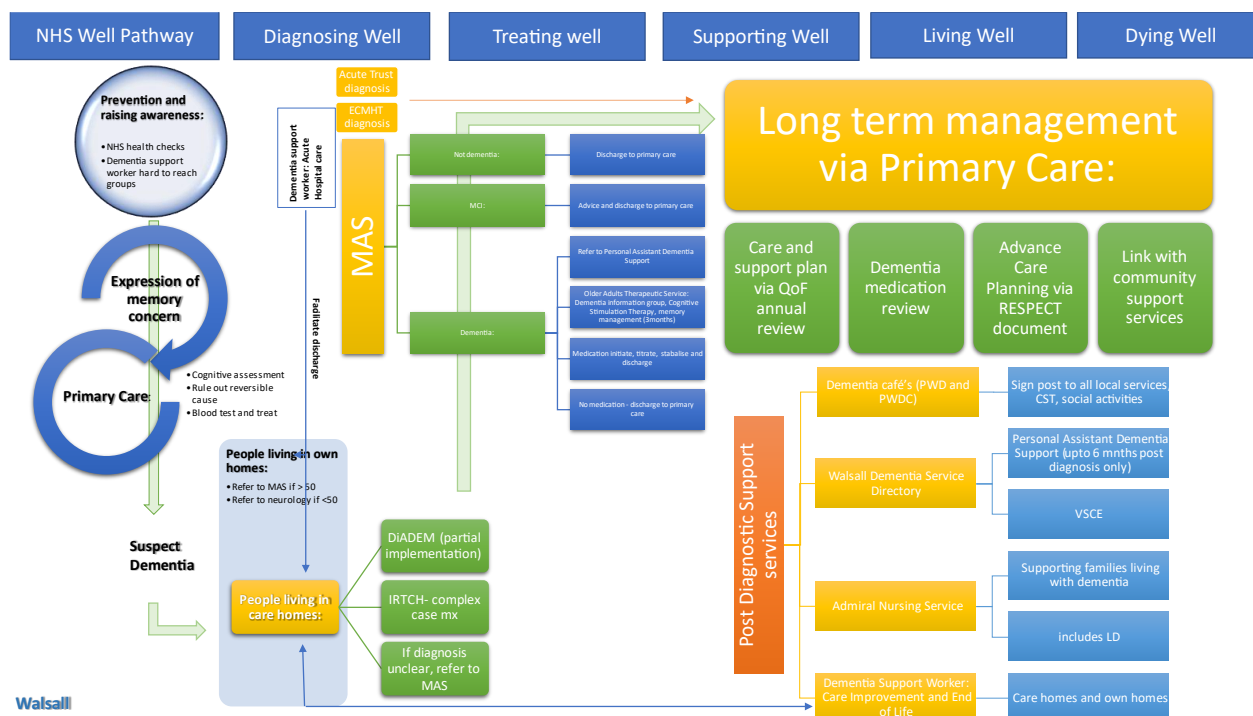 NHS Well Pathway
Diagnosing Well
Treating well
Supporting Well
Living Well
Dying Well
Prevention and
raising awareness:
• NHS health checks
• Dementia support
worker hard to reach
groups
Expression of
memory
concern
Primary Care:
• Cognitive assessment
• Rule out reversible
cause
• Blood test and treat
Suspect
Dementia
Acute Trust
diagnosis
ECMHT
diagnosis
Dementia support
worker: Acute
Hospital care
Facilitate discharge
People living in own
homes:
• Refer to MAS if > 50
• Refer to neurology if <50
People living in
care homes:
DiADEM (partial
implementation)
IRTCH- complex
case mx
If diagnosis
unclear, refer to
MAS
MAS
Not dementia:
Discharge to primary care
MCI:
Advice and discharge to primary care
Dementia:
Refer to Personal Assistant Dementia
Support
Older Adults Therapeutic Service:
Dementia information group, Cognitive
Stimulation Therapy, memory
management (3months)
Medication initiate, titrate, stabalise and
discharge
No medication - discharge to primary
care
Long term management
via Primary Care:
Care and
support plan
via QoF
annual
review
Dementia
medication
review
Advance
Care
Planning via
RESPECT
document
Link with
community
support
services
Post Diagnostic Support
services
Dementia café's (PWD and
PWDC)
Sign post to all local services,
CST, social activities
Walsall Dementia Service
Directory
Personal Assistant Dementia
Support (upto 6 mnths post
diagnosis only)
VSCE
Admiral Nursing Service
Supporting families living
with dementia
includes LD
Dementia Support Worker:
Care Improvement and End
of Life
Care homes and own homes
Walsall